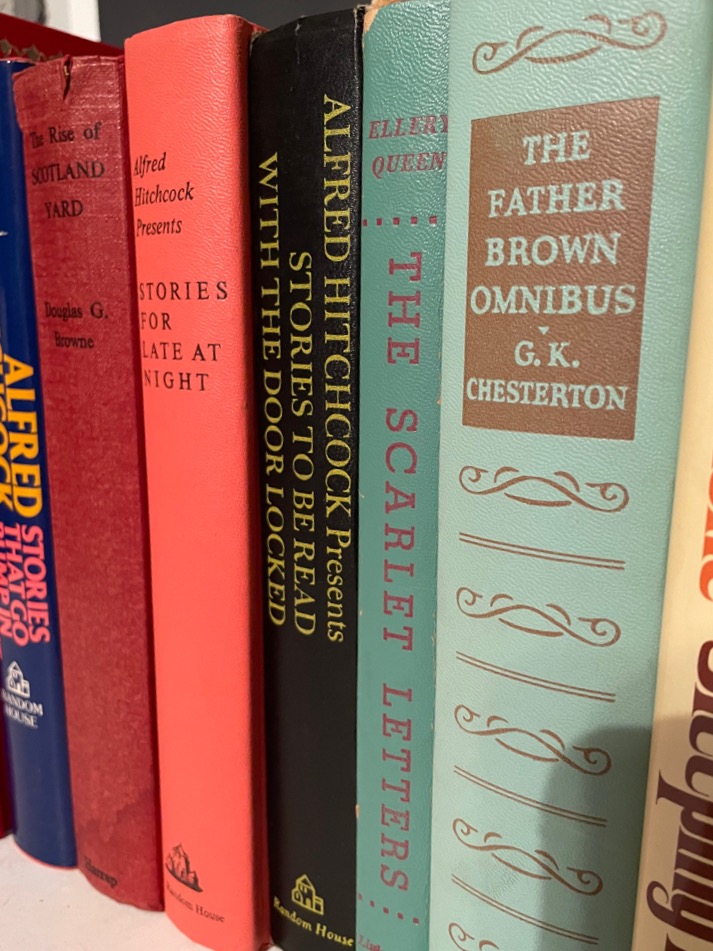 ALFRED
STORIES
THAT GO
RANDOM
HOUSE
The Rise of
SCOTLAND
YARD
Douglas G.
Browne
Harrap
Alfred
Hitchcock
Presents
STORIES
FOR
LATE AT
NIGHT
Random House
ALFRED HITCHCOCK Presents
STORIES TO BE READ
WITH THE DOOR LOCKED
Random House
ELLERY
QUEEN
THE SCARLET LETTERS
THE
FATHER
BROWN
OMNIBUS
G. K.
CHESTERTON